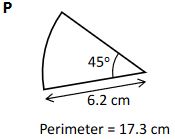 P
45°
6.2 cm
Perimeter = 17.3 cm